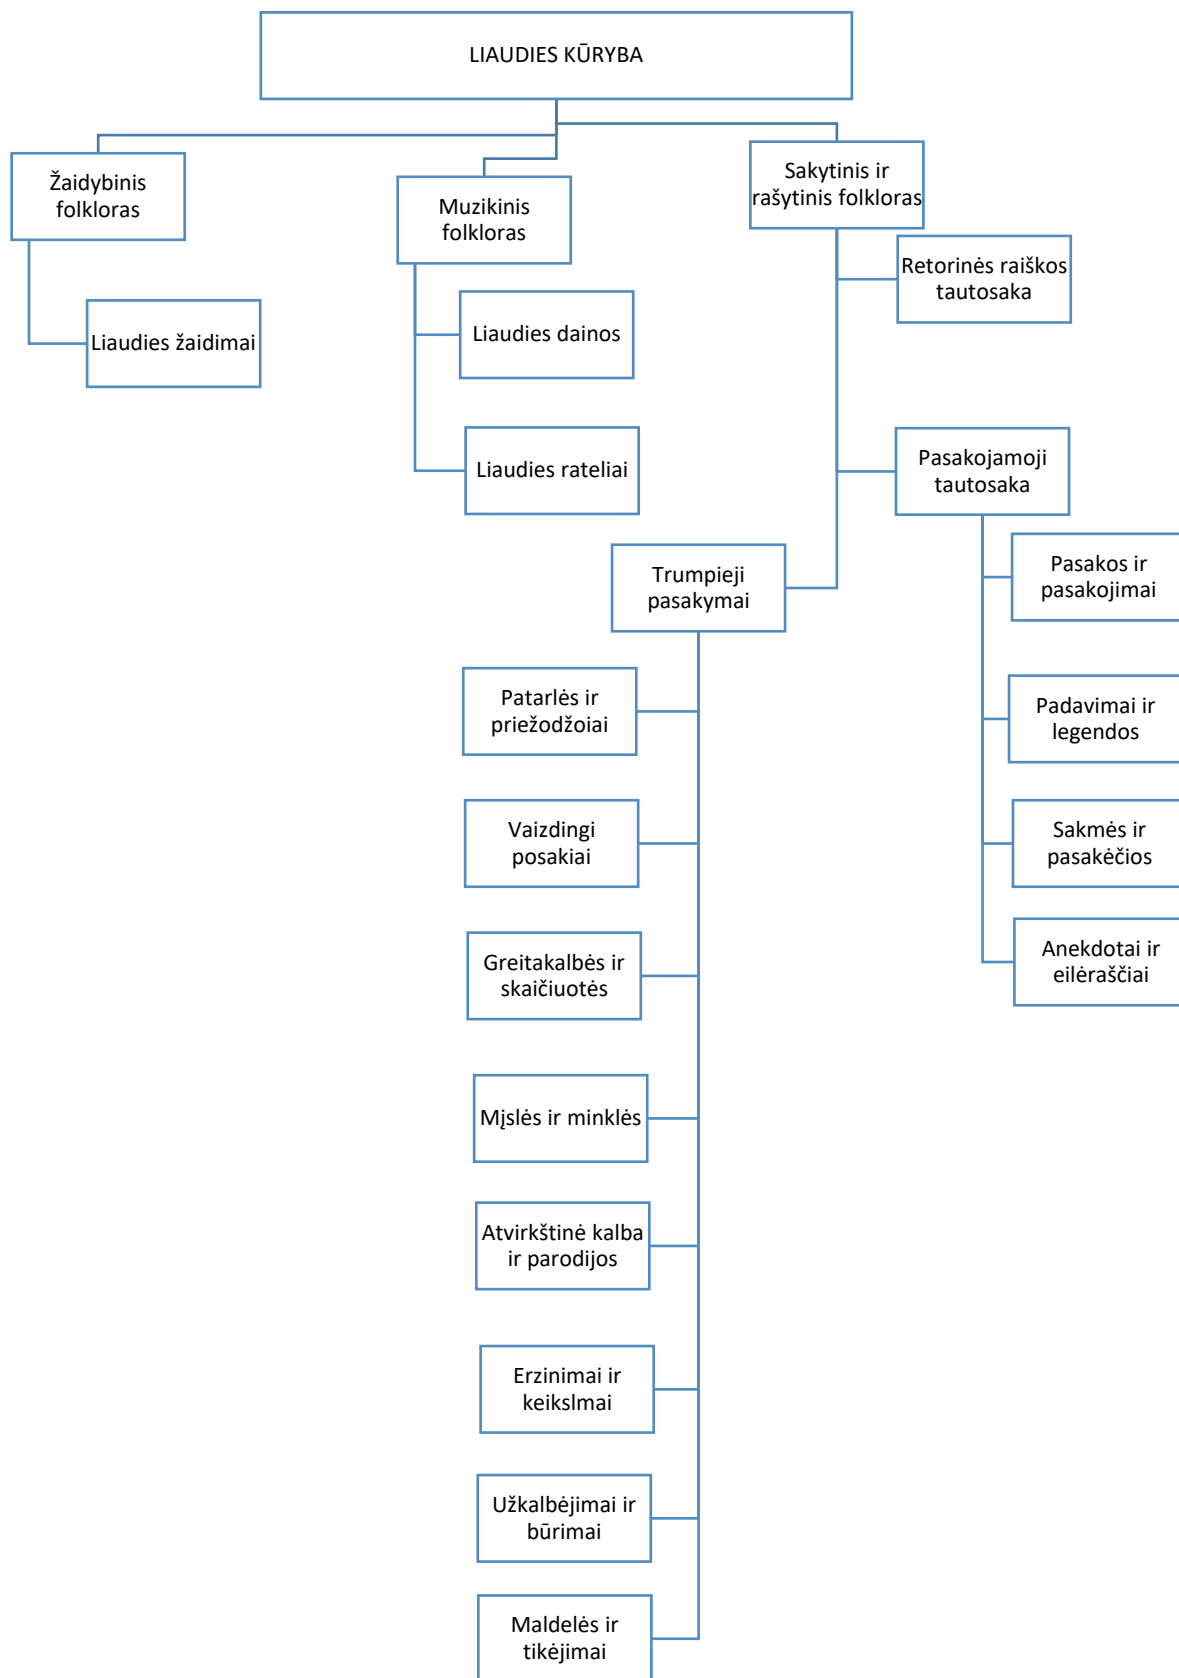 LIAUDIES KŪRYBA
Žaidybinis
folkloras
Liaudies žaidimai
Muzikinis
folkloras
Liaudies dainos
Liaudies rateliai
Sakytinis ir
rašytinis folkloras
Retorinės raiškos
tautosaka
Pasakojamoji
tautosaka
Pasakos ir
pasakojimai
Padavimai ir
legendos
Sakmės ir
pasakėčios
Anekdotai ir
eilėraščiai
Trumpieji
pasakymai
Patarlės ir
priežodžoiai
Vaizdingi
posakiai
Greitakalbės ir
skaičiuotės
Mįslės ir minklės
Atvirkštinė kalba
ir parodijos
Erzinimai ir
keikslmai
Užkalbėjimai ir
būrimai
Maldelės ir
tikėjimai